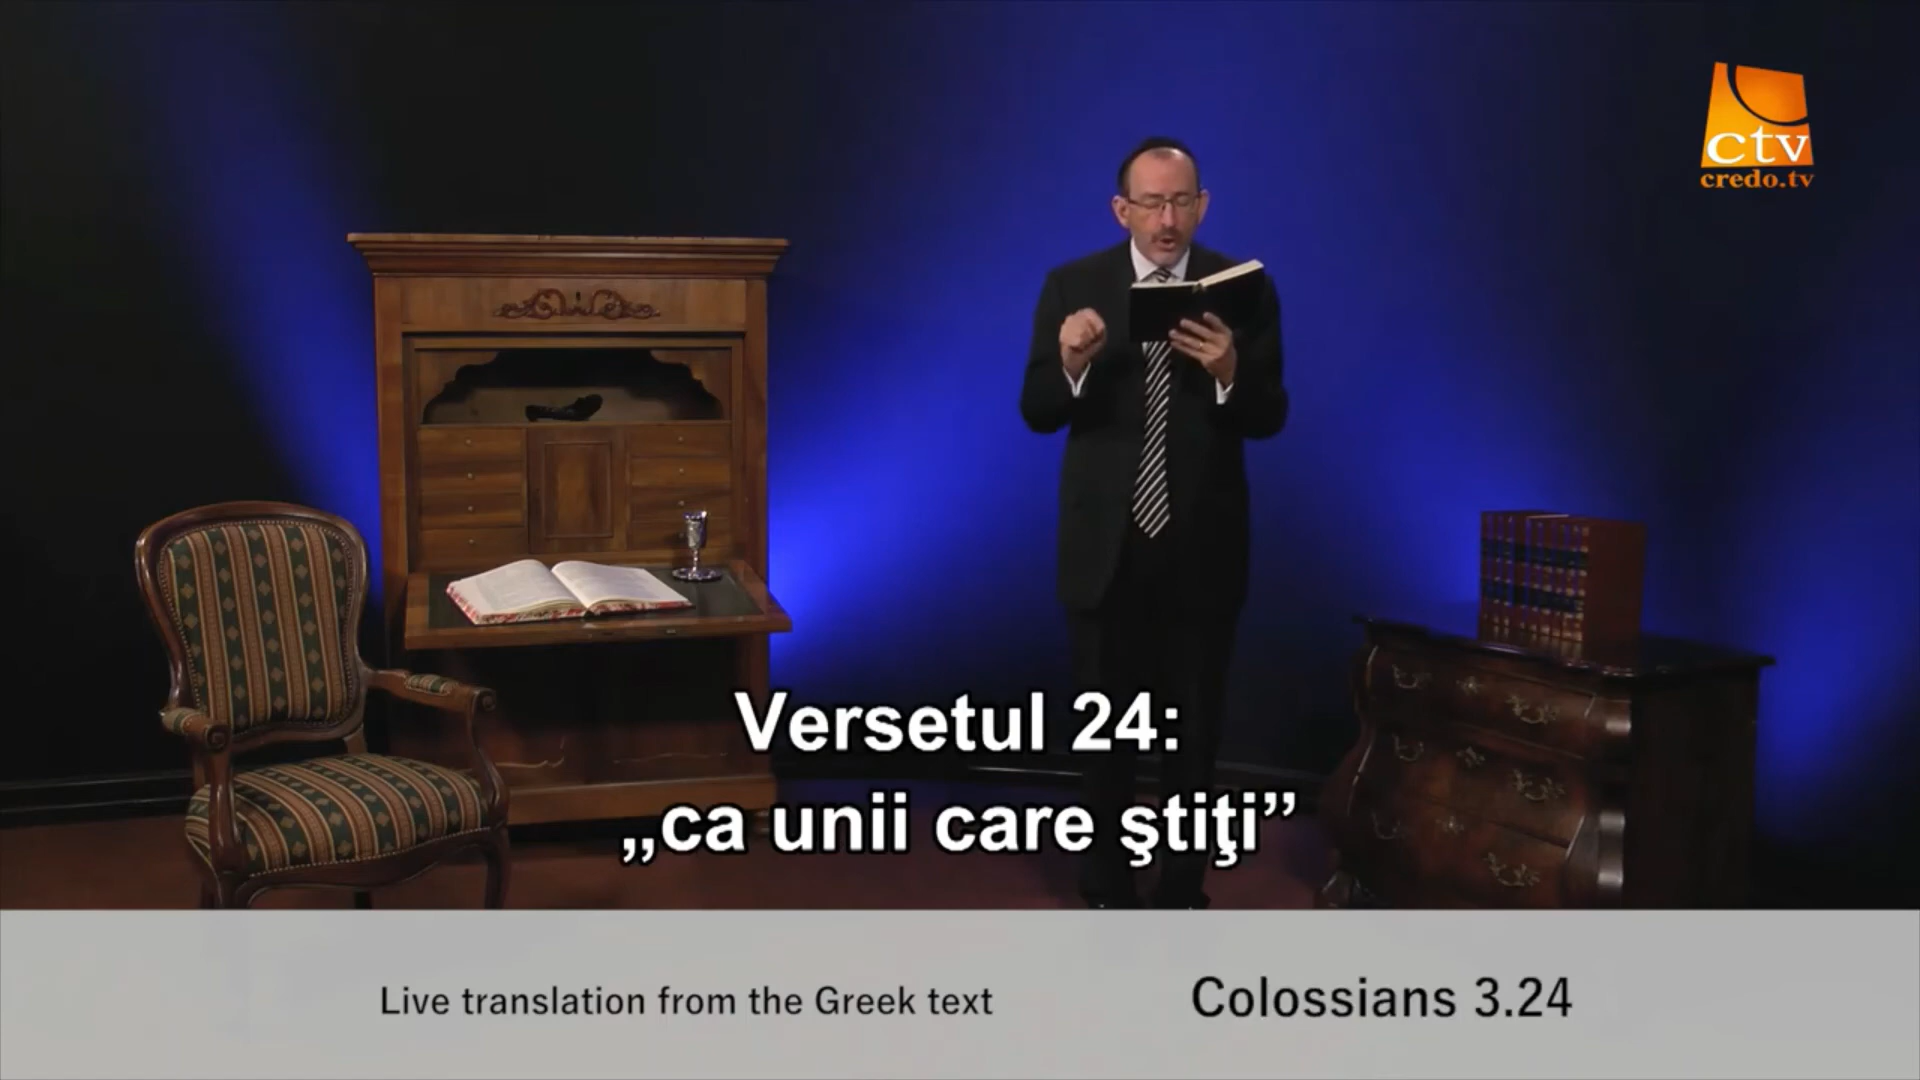 ctv
credo.tv
Versetul 24:
„ca unii care ştiţi”
Live translation from the Greek text
Colossians 3.24